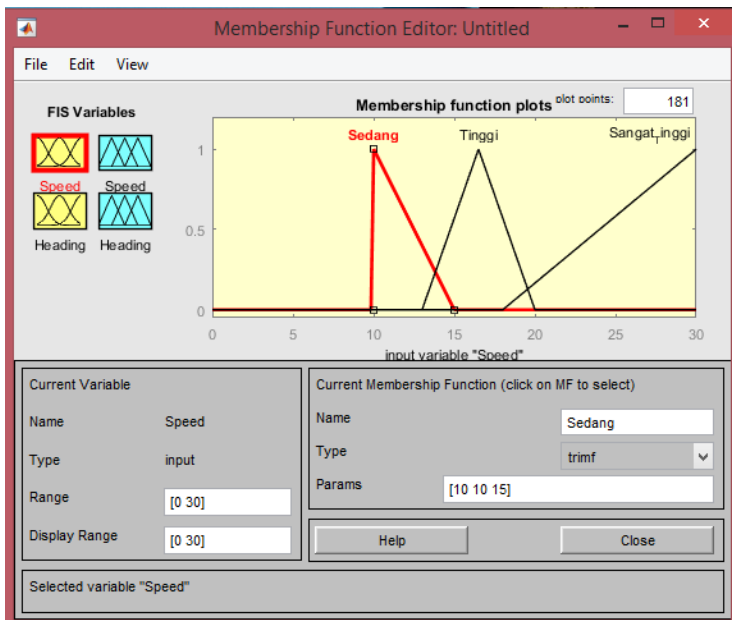 Membership Function Editor: Untitled
File Edit View
FIS Variables
Speed Speed
Heading Heading
Membership function plots plot points: 181
Sedang Tinggi Sangat_Tinggi
1
0.5
0
0 5 10 15 20 25 30
input variable "Speed"
Current Variable
Name Speed
Type input
Range [0 30]
Display Range [0 30]
Current Membership Function (click on MF to select)
Name Sedang
Type trimf
Params [10 10 15]
Help Close
Selected variable "Speed"